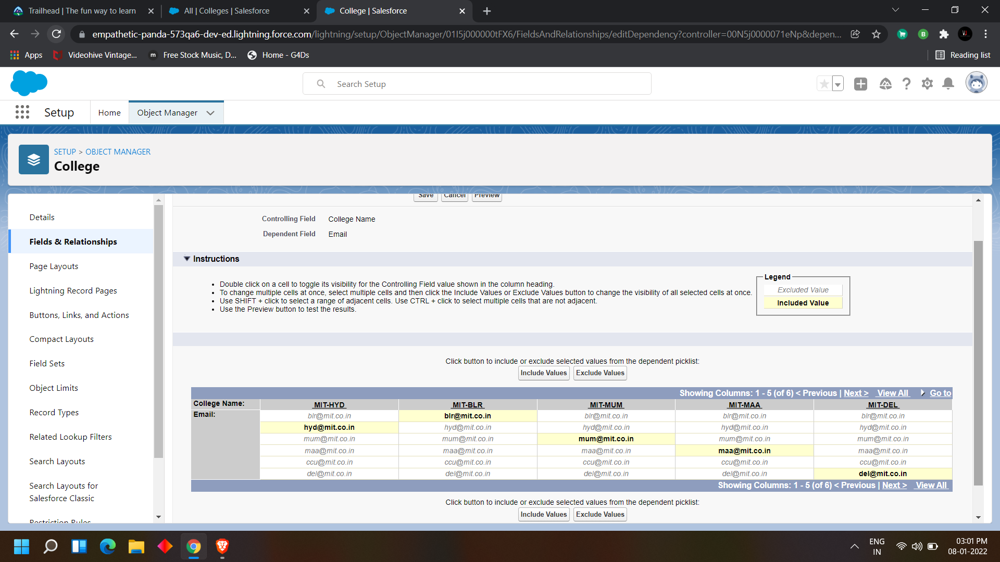 Trailhead | The fun way to learn
All | Colleges | Salesforce
College | Salesforce
empathetic-panda-573qa6-dev-ed.lightning.force.com/lightning/setup/ObjectManager/01I5j000000tFX6/FieldsAndRelationships/editDependency?controller=00N5j0000071eNp&depen...
Apps
Videohive Vintage...
m
Free Stock Music, D...
Home - G4Ds
Reading list
Search Setup
Setup
Home
Object Manager
SETUP > OBJECT MANAGER
College
Details
Fields & Relationships
Page Layouts
Lightning Record Pages
Buttons, Links, and Actions
Compact Layouts
Field Sets
Object Limits
Record Types
Related Lookup Filters
Search Layouts
Search Layouts for
Salesforce Classic
Restriction Rules
Save Cancel Preview
Controlling Field College Name
Dependent Field Email
Instructions
• Double click on a cell to toggle its visibility for the Controlling Field value shown in the column heading.
• To change multiple cells at once, select multiple cells and then click the Include Values or Exclude Values button to change the visibility of all selected cells at once.
• Use SHIFT + click to select a range of adjacent cells. Use CTRL + click to select multiple cells that are not adjacent.
• Use the Preview button to test the results.
Legend
Excluded Value
Included Value
Click button to include or exclude selected values from the dependent picklist:
Include Values Exclude Values
Showing Columns: 1 - 5 (of 6) < Previous | Next > View All Go to
College Name: MIT-HYD MIT-BLR MIT-MUM MIT-MAA MIT-DEL
Email: blr@mit.co.in blr@mit.co.in blr@mit.co.in blr@mit.co.in blr@mit.co.in
hyd@mit.co.in hyd@mit.co.in hyd@mit.co.in hyd@mit.co.in hyd@mit.co.in
mum@mit.co.in mum@mit.co.in mum@mit.co.in mum@mit.co.in mum@mit.co.in
maa@mit.co.in maa@mit.co.in maa@mit.co.in maa@mit.co.in maa@mit.co.in
ccu@mit.co.in ccu@mit.co.in ccu@mit.co.in ccu@mit.co.in ccu@mit.co.in
del@mit.co.in del@mit.co.in del@mit.co.in del@mit.co.in del@mit.co.in
Showing Columns: 1 - 5 (of 6) < Previous | Next > View All
Click button to include or exclude selected values from the dependent picklist:
Include Values Exclude Values
ENG
IN
03:01 PM
08-01-2022